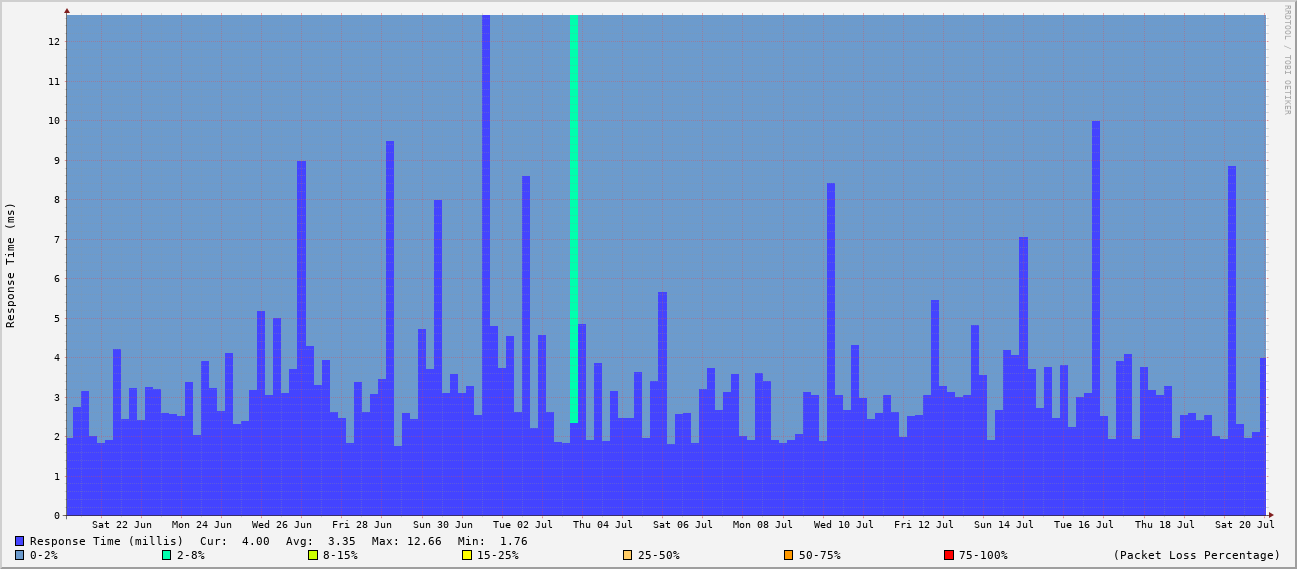 RRDTOOL / TOBI OETIKER
Response Time (ms)
12
11
10
9
8
7
6
5
4
3
2
1
0
Sat 22 Jun Mon 24 Jun Wed 26 Jun Fri 28 Jun Sun 30 Jun Tue 02 Jul Thu 04 Jul Sat 06 Jul Mon 08 Jul Wed 10 Jul Fri 12 Jul Sun 14 Jul Tue 16 Jul Thu 18 Jul Sat 20 Jul
Response Time (millis) Cur: 4.00 Avg: 3.35 Max: 12.66 Min: 1.76
0-2% 2-8% 8-15% 15-25% 25-50% 50-75% 75-100% (Packet Loss Percentage)